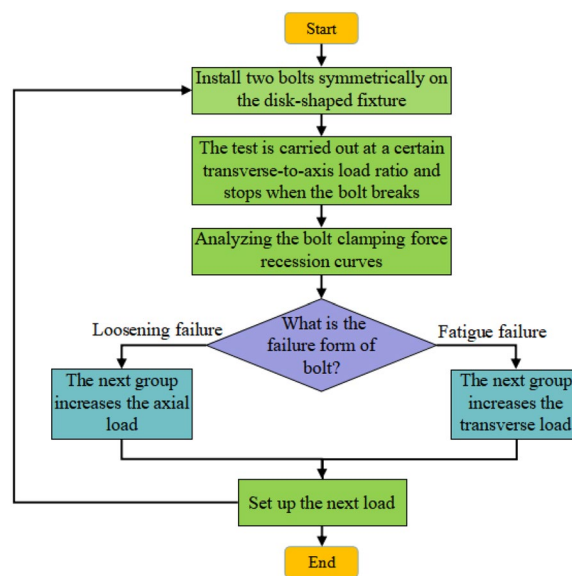 Start
Install two bolts symmetrically on
the disk-shaped fixture
The test is carried out at a certain
transverse-to-axis load ratio and
stops when the bolt breaks
Analyzing the bolt clamping force
recession curves
What is the
failure form of
bolt?
Loosening failure
Fatigue failure
The next group
increases the axial
load
The next group
increases the
transverse load
Set up the next load
End